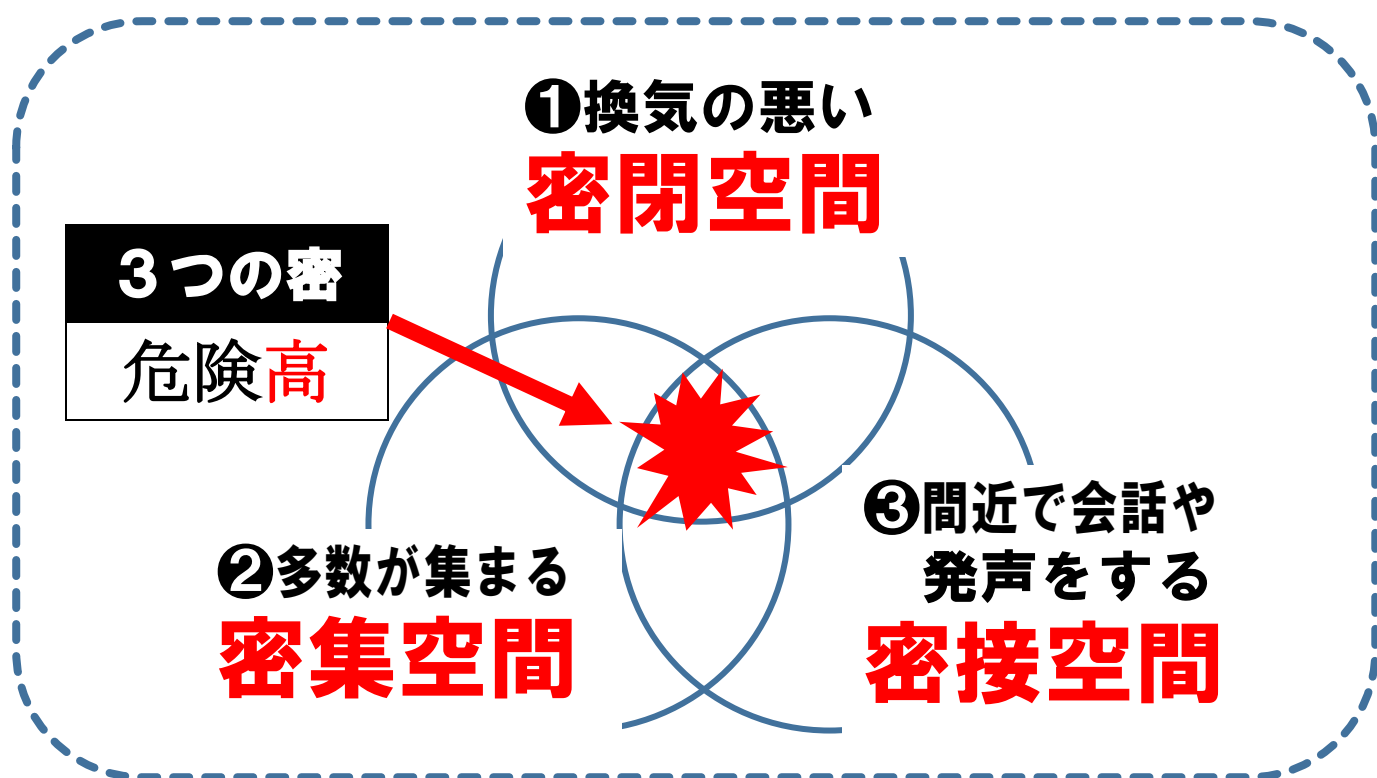 ❶換気の悪い
密閉空間
３つの密
危険高
❷多数が集まる
密集空間
❸間近で会話や
発声をする
密接空間